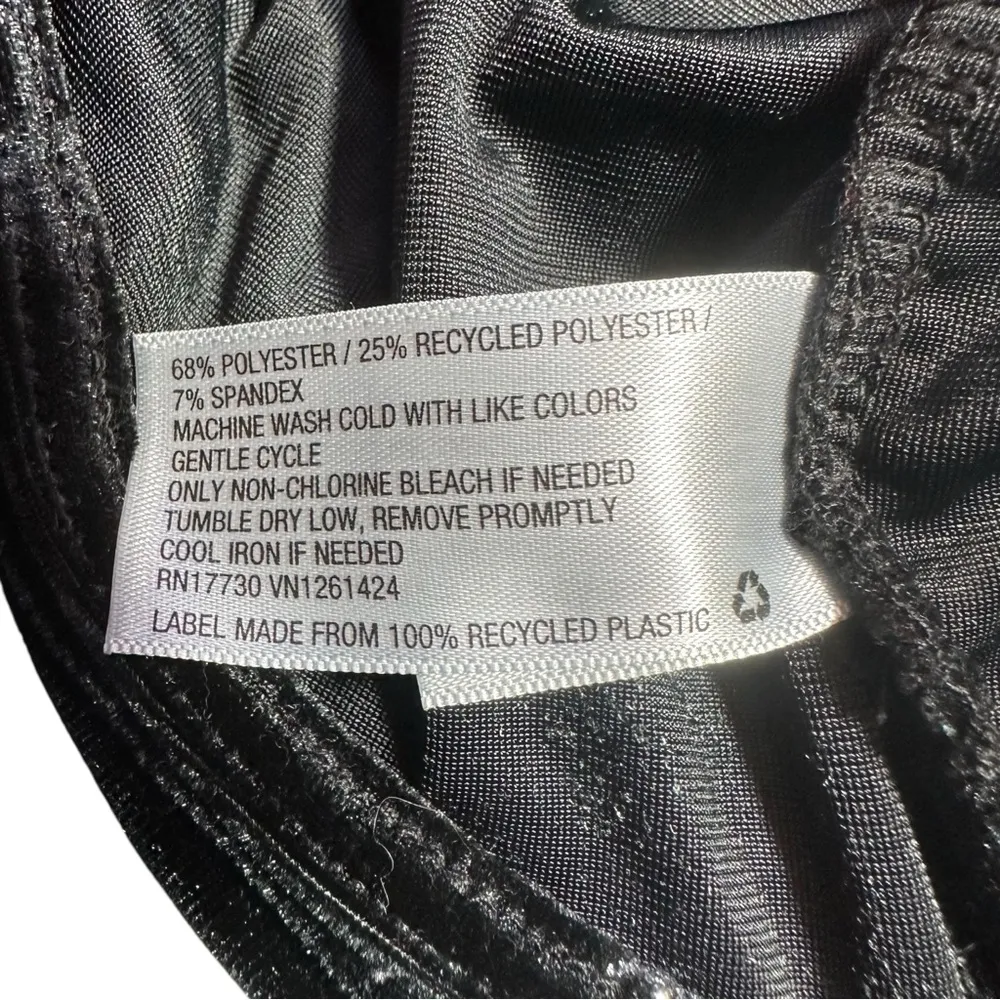 68% POLYESTER / 25% RECYCLED POLYESTER /
7% SPANDEX
MACHINE WASH COLD WITH LIKE COLORS
GENTLE CYCLE
ONLY NON-CHLORINE BLEACH IF NEEDED
TUMBLE DRY LOW, REMOVE PROMPTLY
COOL IRON IF NEEDED
RN17730 VN1261424
LABEL MADE FROM 100% RECYCLED PLASTIC